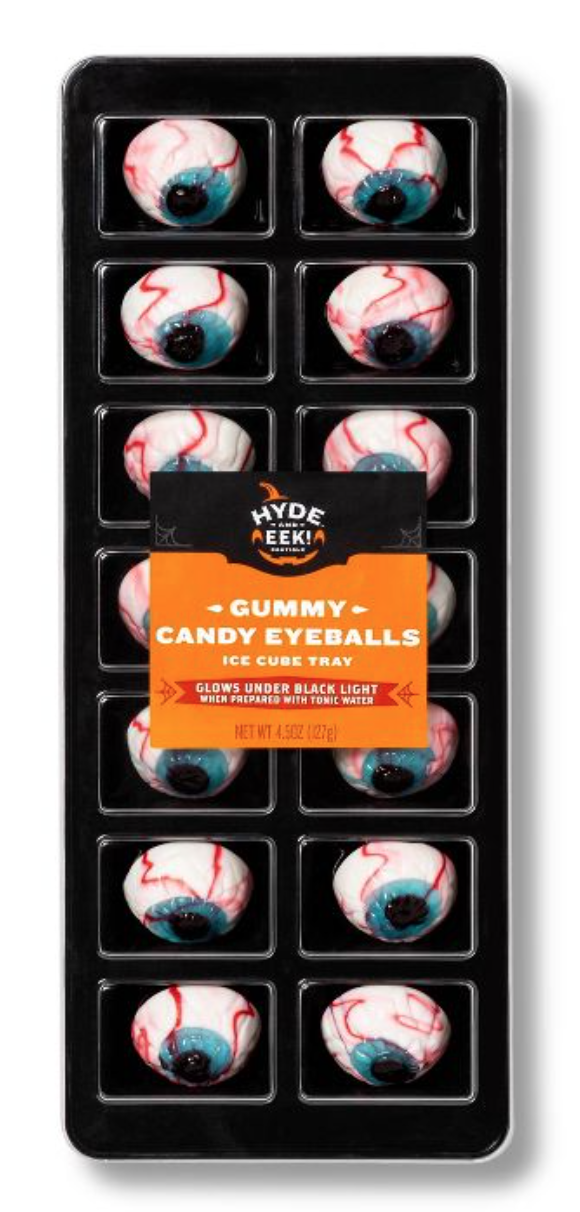 HYDE
AND
EEK!
BOUTIQUE
GUMMY
CANDY EYEBALLS
ICE CUBE TRAY
GLOWS UNDER BLACK LIGHT
WHEN PREPARED WITH TONIC WATER
NET WT 4.5OZ (127g)